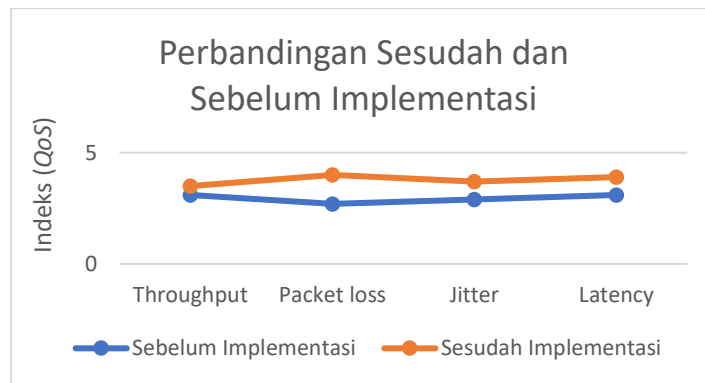 Perbandingan Sesudah dan
Sebelum Implementasi
Indeks (QoS)
5
0
Throughput
Packet loss
Jitter
Latency
Sebelum Implementasi
Sesudah Implementasi